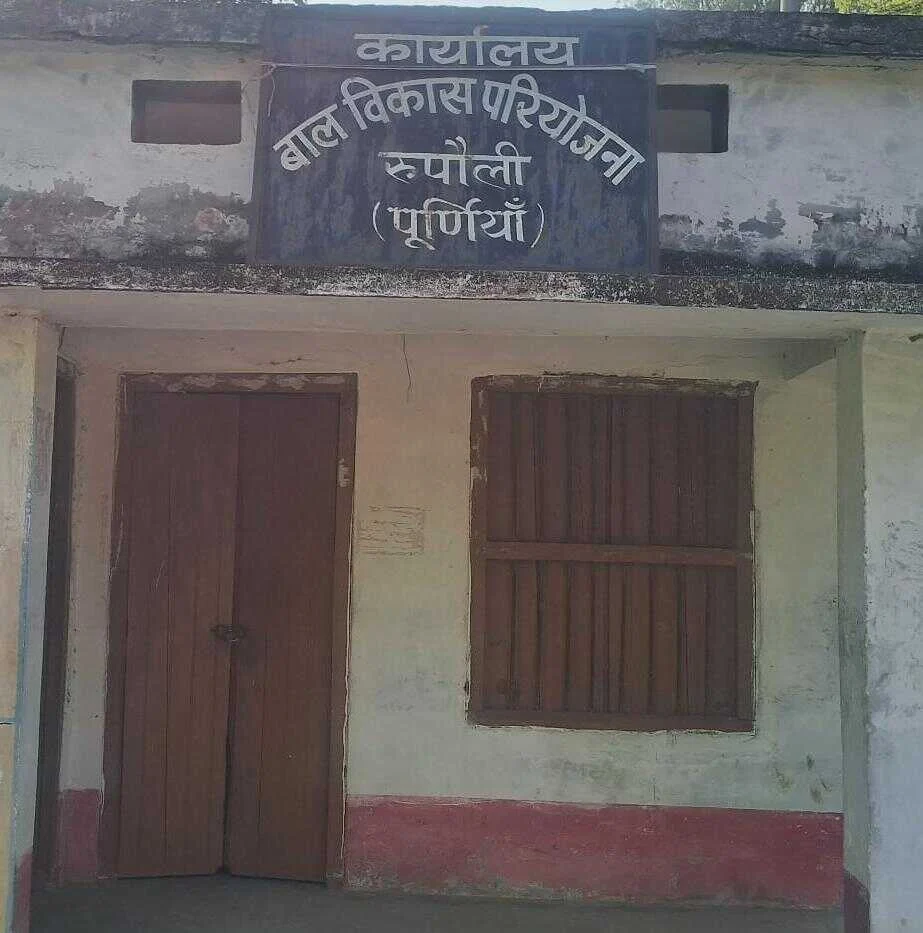 कार्यालय
बाल विकास परियोजना
रुपौली
(पूर्णियाँ)